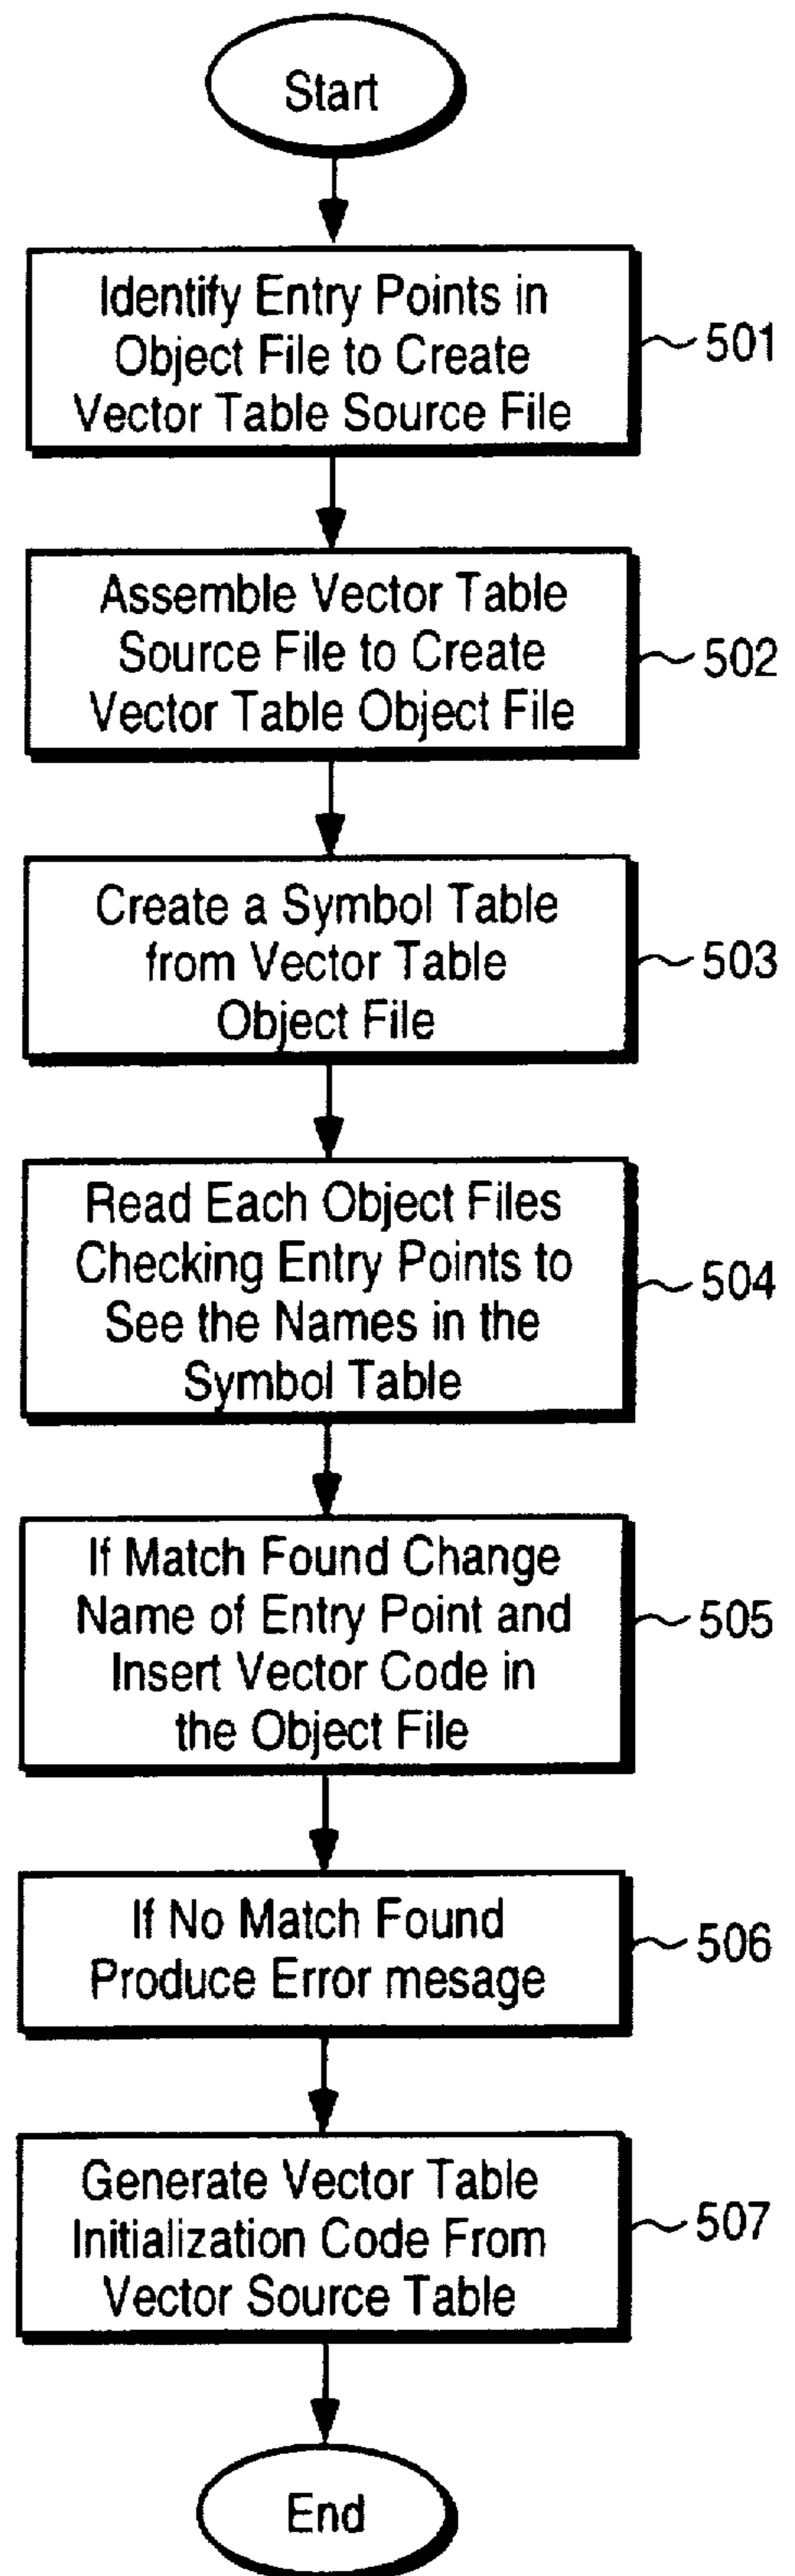 Start
Identify Entry Points in
Object File to Create
Vector Table Source File
501
Assemble Vector Table
Source File to Create
Vector Table Object File
502
Create a Symbol Table
from Vector Table
Object File
503
Read Each Object Files
Checking Entry Points to
See the Names in the
Symbol Table
504
If Match Found Change
Name of Entry Point and
Insert Vector Code in
the Object File
505
If No Match Found
Produce Error mesage
506
Generate Vector Table
Initialization Code From
Vector Source Table
507
End